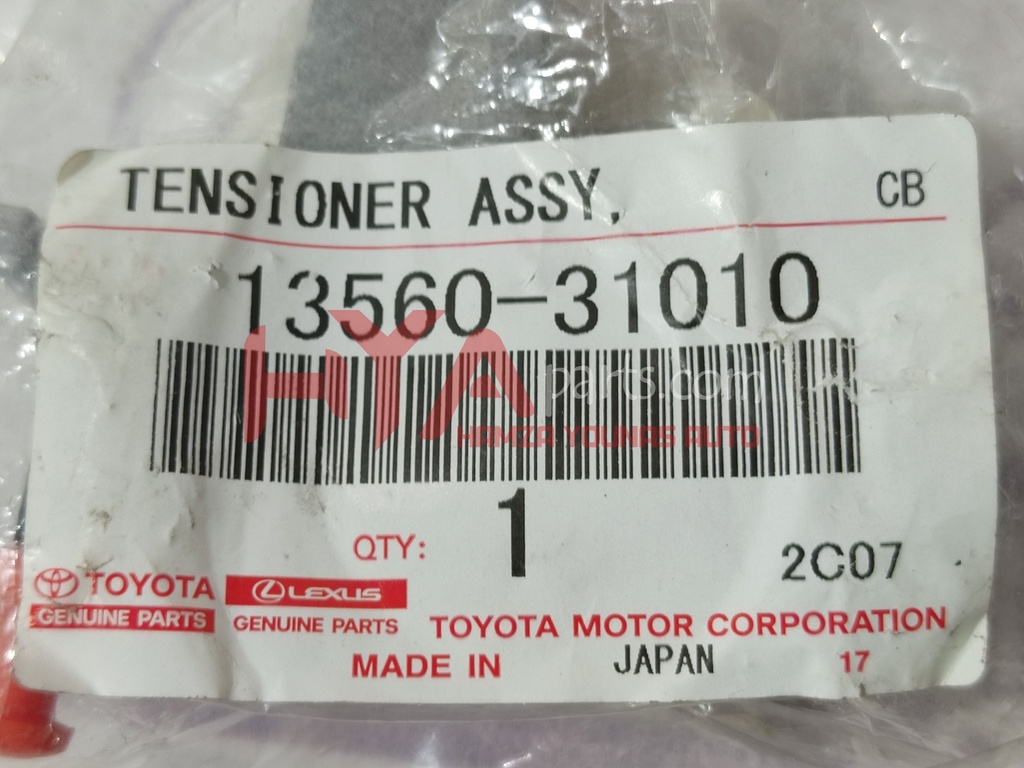 TENSIONER ASSY, CB
13560-31010
HYA parts.com
HAMZA YOUNAS AUTO
QTY: 1
2C07
TOYOTA LEXUS
GENUINE PARTS GENUINE PARTS TOYOTA MOTOR CORPORATION
MADE IN JAPAN 17